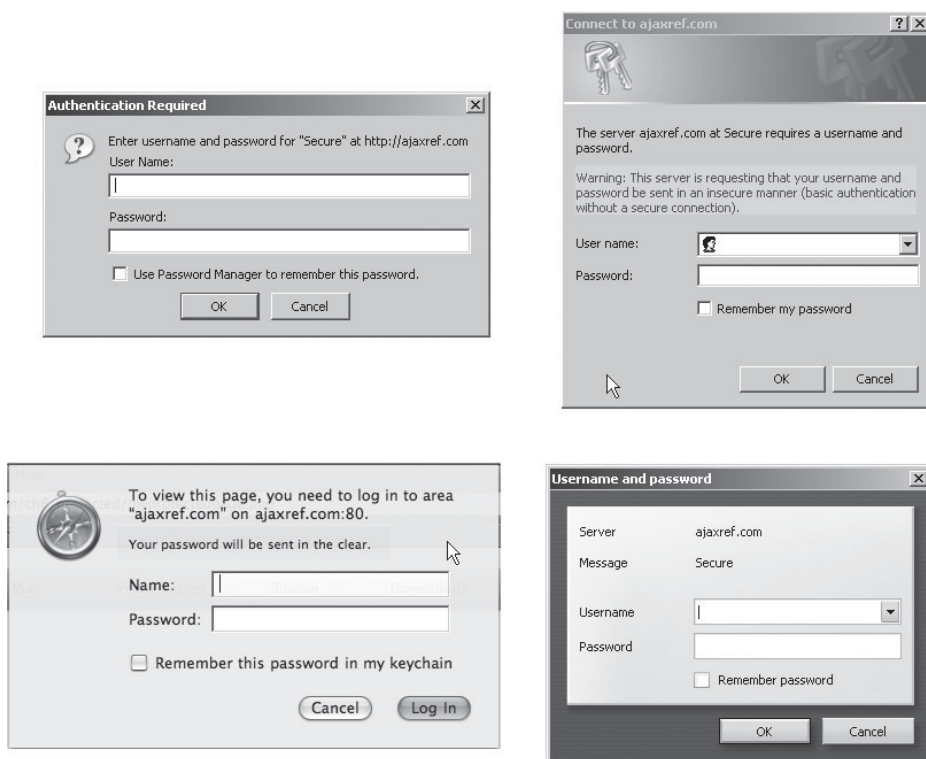 Authentication Required
Enter username and password for "Secure" at http://ajaxref.com
User Name:
Password:
Use Password Manager to remember this password.
OK Cancel
Connect to ajaxref.com
The server ajaxref.com at Secure requires a username and
password.
Warning: This server is requesting that your username and
password be sent in an insecure manner (basic authentication
without a secure connection).
User name:
Password:
Remember my password
OK Cancel
Help
To view this page, you need to log in to area
"ajaxref.com" on ajaxref.com:80.
Your password will be sent in the clear.
Name:
Password:
Remember this password in my keychain
Cancel Log In
Username and password
Server ajaxref.com
Message Secure
Username
Password
Remember password
OK Cancel